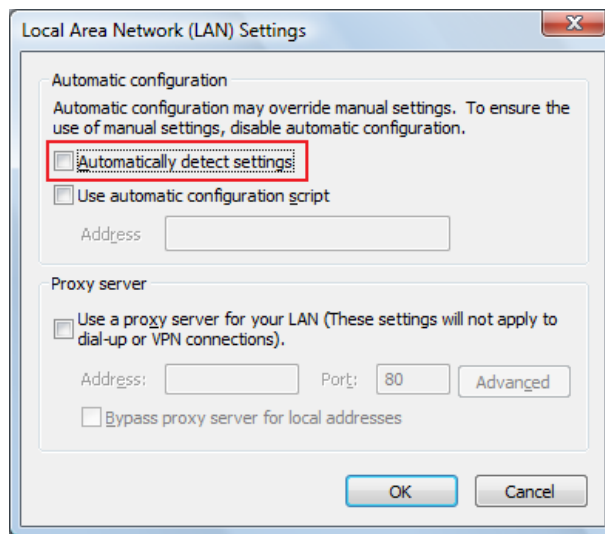 Local Area Network (LAN) Settings
Automatic configuration
Automatic configuration may override manual settings. To ensure the
use of manual settings, disable automatic configuration.
Automatically detect settings
Use automatic configuration script
Address
Proxy server
Use a proxy server for your LAN (These settings will not apply to
dial-up or VPN connections).
Address: Port: 80 Advanced
Bypass proxy server for local addresses
OK Cancel